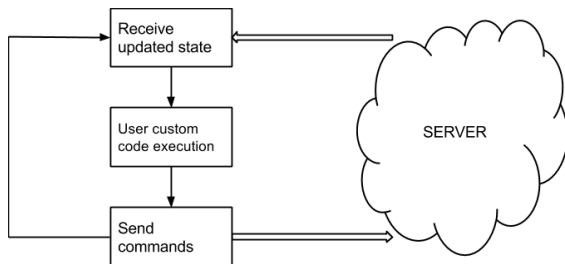 Receive
updated state
User custom
code execution
SERVER
Send
commands